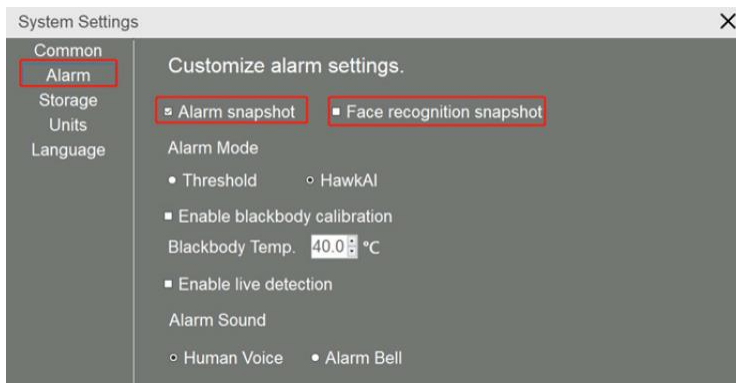 System Settings
Common
Alarm
Storage
Units
Language
Customize alarm settings.
Alarm snapshot Face recognition snapshot
Alarm Mode
Threshold HawkAI
Enable blackbody calibration
Blackbody Temp. 40.0 °C
Enable live detection
Alarm Sound
Human Voice Alarm Bell